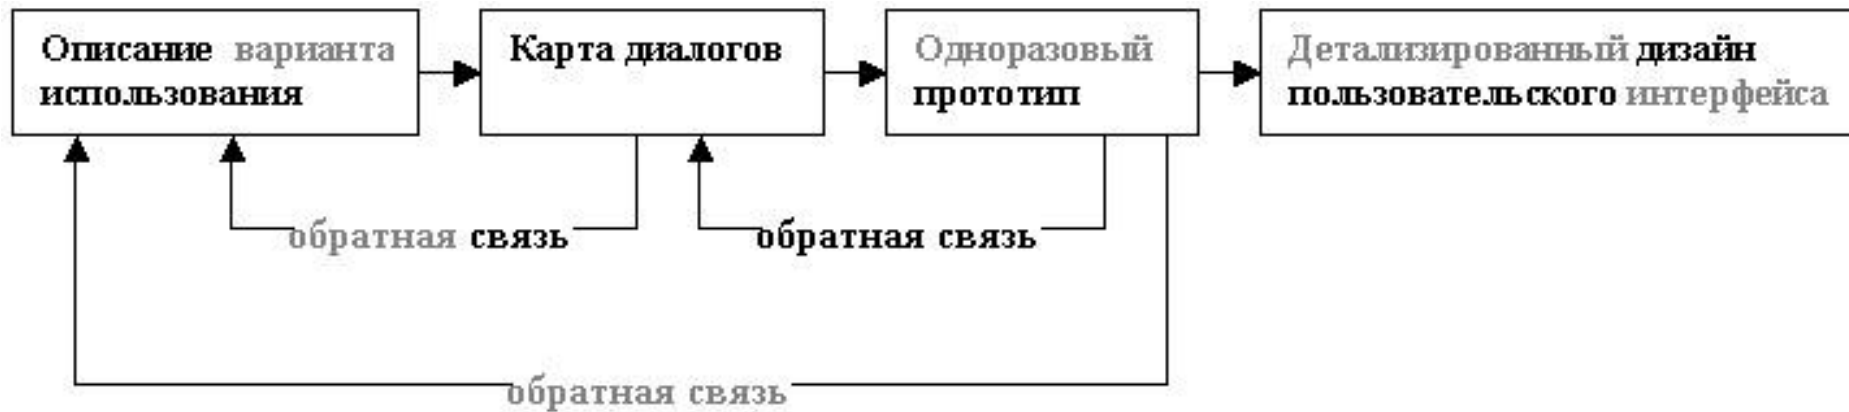 Описание варианта
использования
Карта диалогов
Одноразовый
прототип
Детализированный дизайн
пользовательского интерфейса
обратная связь
обратная связь
обратная связь